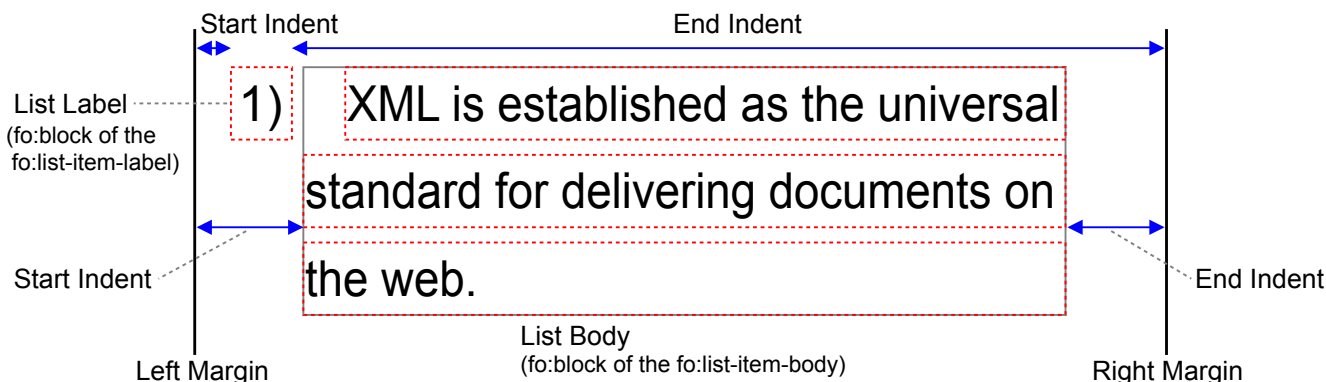 Start Indent End Indent
1) XML is established as the universal
List Label
(fo:block of the
fo:list-item-label)
standard for delivering documents on
Start Indent the web. End Indent
List Body
(fo:block of the fo:list-item-body)
Left Margin Right Margin